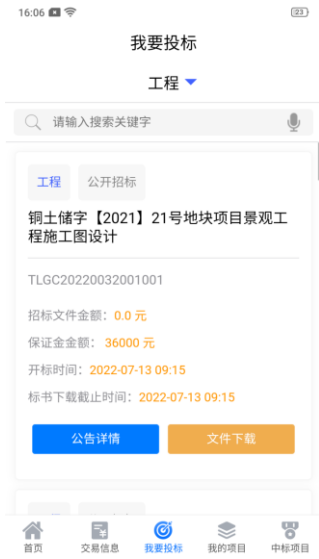 16:06
23
我要投标
工程
请输入搜索关键字
工程 公开招标
铜土储字【2021】21号地块项目景观工
程施工图设计
TLGC20220032001001
招标文件金额：0.0 元
保证金金额： 36000 元
开标时间：2022-07-13 09:15
标书下载截止时间：2022-07-13 09:15
公告详情 文件下载
首页 交易信息 我要投标 我的项目 中标项目